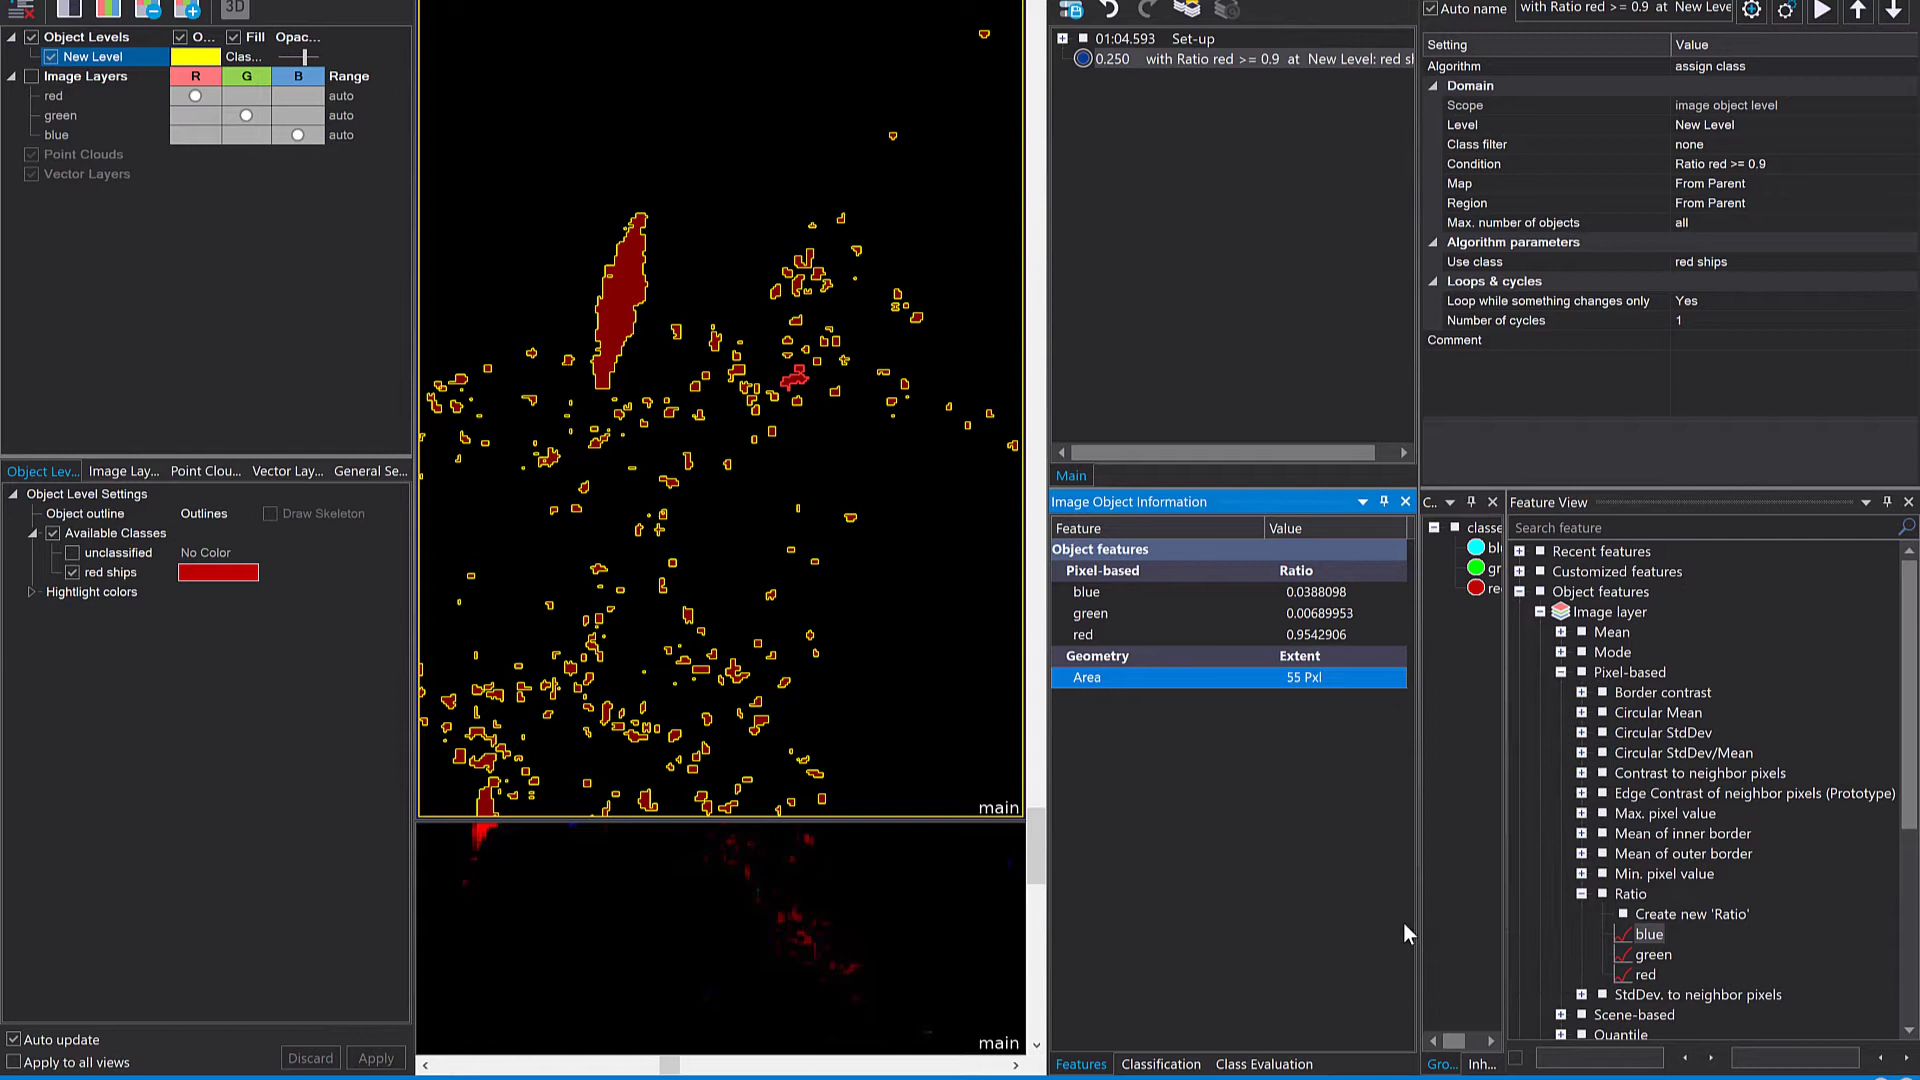 3D
Object Levels
O...
Fill
Opac...
New Level
Clas...
Image Layers
R
G
B
Range
red
auto
green
auto
blue
auto
Point Clouds
Vector Layers
Object Lev...
Image Lay...
Point Clou...
Vector Lay...
General Se...
Object Level Settings
Object outline
Outlines
Draw Skeleton
Available Classes
unclassified
No Color
red ships
Hightlight colors
Auto update
Apply to all views
Discard
Apply
main
main
01:04.593 Set-up
0.250 with Ratio red >= 0.9 at New Level: red sh
Main
Image Object Information
Feature
Value
Object features
Pixel-based
Ratio
blue
0.0388098
green
0.00689953
red
0.9542906
Geometry
Extent
Area
55 Pxl
Features
Classification
Class Evaluation
Auto name
with Ratio red >= 0.9 at New Leve
Setting
Value
Algorithm
assign class
Domain
Scope
image object level
Level
New Level
Class filter
none
Condition
Ratio red >= 0.9
Map
From Parent
Region
From Parent
Max. number of objects
all
Algorithm parameters
Use class
red ships
Loops & cycles
Loop while something changes only
Yes
Number of cycles
1
Comment
C..
classe
bl
gr
re
Gro...
Inh...
Feature View
Search feature
Recent features
Customized features
Object features
Image layer
Mean
Mode
Pixel-based
Border contrast
Circular Mean
Circular StdDev
Circular StdDev/Mean
Contrast to neighbor pixels
Edge Contrast of neighbor pixels (Prototype)
Max. pixel value
Mean of inner border
Mean of outer border
Min. pixel value
Ratio
Create new 'Ratio'
blue
green
red
StdDev. to neighbor pixels
Scene-based
Quantile